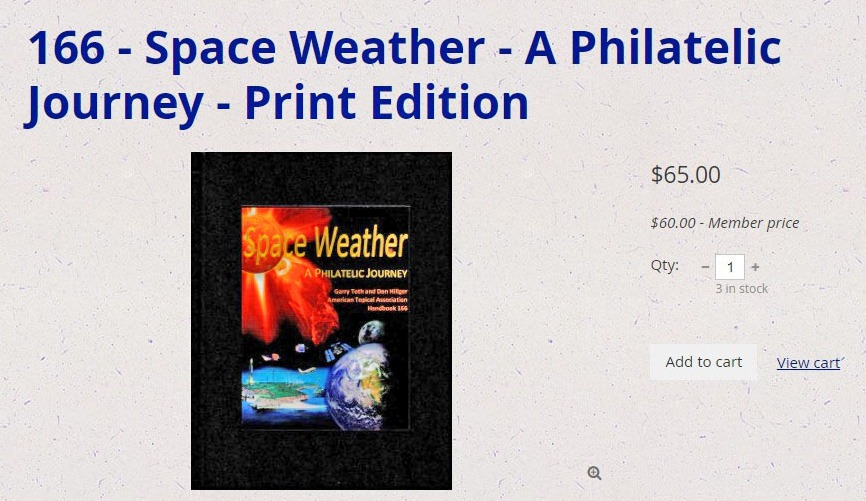 166 - Space Weather - A Philatelic
Journey - Print Edition
Space Weather
A PHILATELIC JOURNEY
Garry Toth and Don Hillger
American Topical Association
Handbook 166
$65.00
$60.00 - Member price
Qty: − 1 +
3 in stock
Add to cart View cart